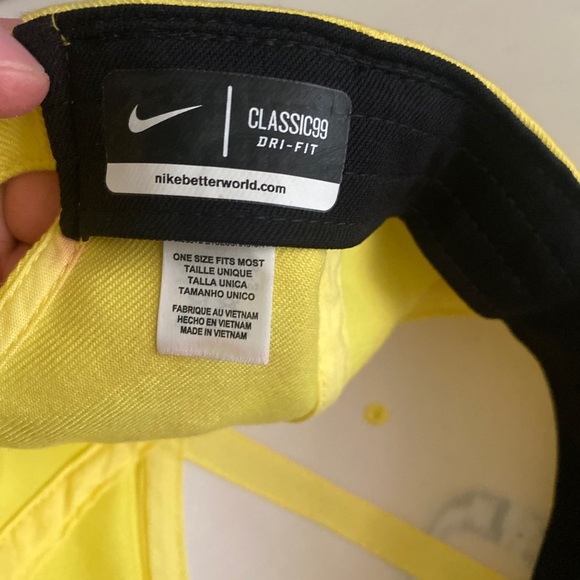 CLASSIC99
DRI-FIT
nikebetterworld.com
ONE SIZE FITS MOST
TAILLE UNIQUE
TALLA UNICA
TAMANHO UNICO
FABRIQUE AU VIETNAM
HECHO EN VIETNAM
MADE IN VIETNAM